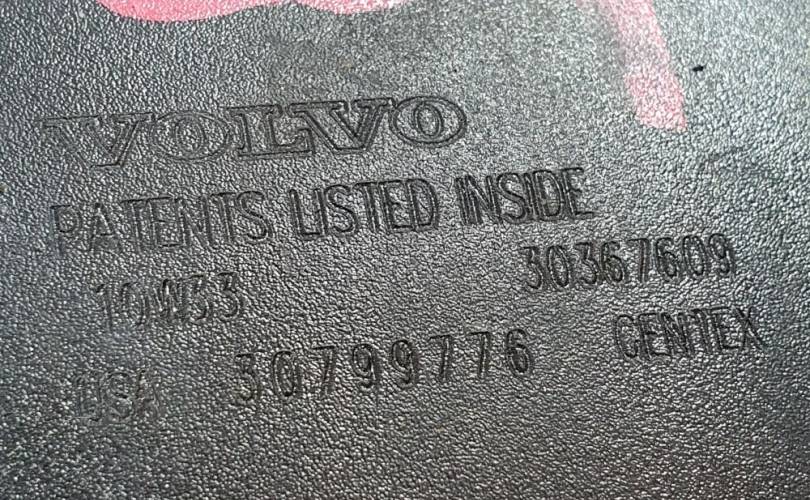 VOLVO
PATENTS LISTED INSIDE
10W33 30367609
USA 30799776 GENTEX